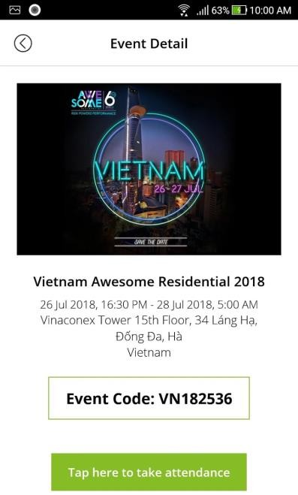 63% 10:00 AM
Event Detail
AWE
SOME 6
VIETNAM
26-27 JUL
SAVE THE DATE
Vietnam Awesome Residential 2018
26 Jul 2018, 16:30 PM - 28 Jul 2018, 5:00 AM
Vinaconex Tower 15th Floor, 34 Láng Hạ,
Đống Đa, Hà
Vietnam
Event Code: VN182536
Tap here to take attendance